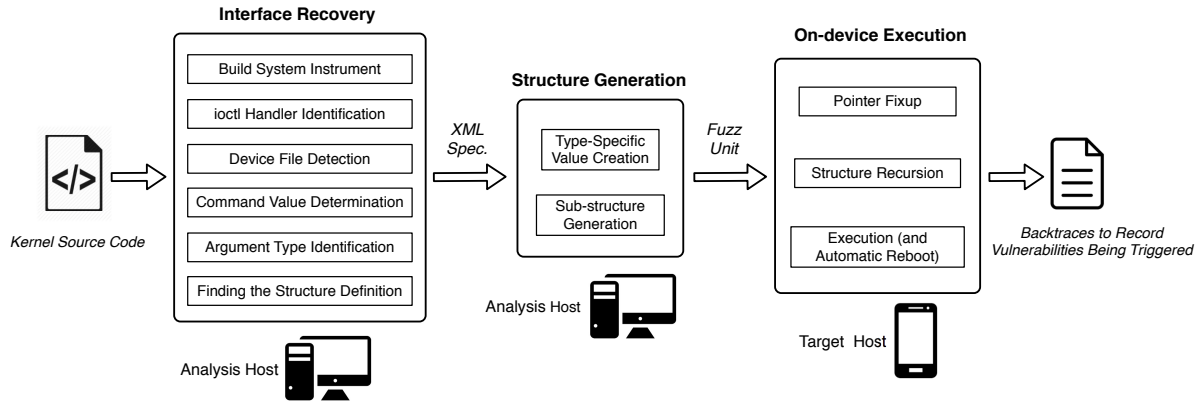 Interface Recovery
Build System Instrument
ioctl Handler Identification
Device File Detection
Command Value Determination
Argument Type Identification
Finding the Structure Definition
</>
Kernel Source Code
Analysis Host
XML
Spec.
Structure Generation
Type-Specific
Value Creation
Sub-structure
Generation
Analysis Host
Fuzz
Unit
On-device Execution
Pointer Fixup
Structure Recursion
Execution (and
Automatic Reboot)
Target Host
Backtraces to Record
Vulnerabilities Being Triggered